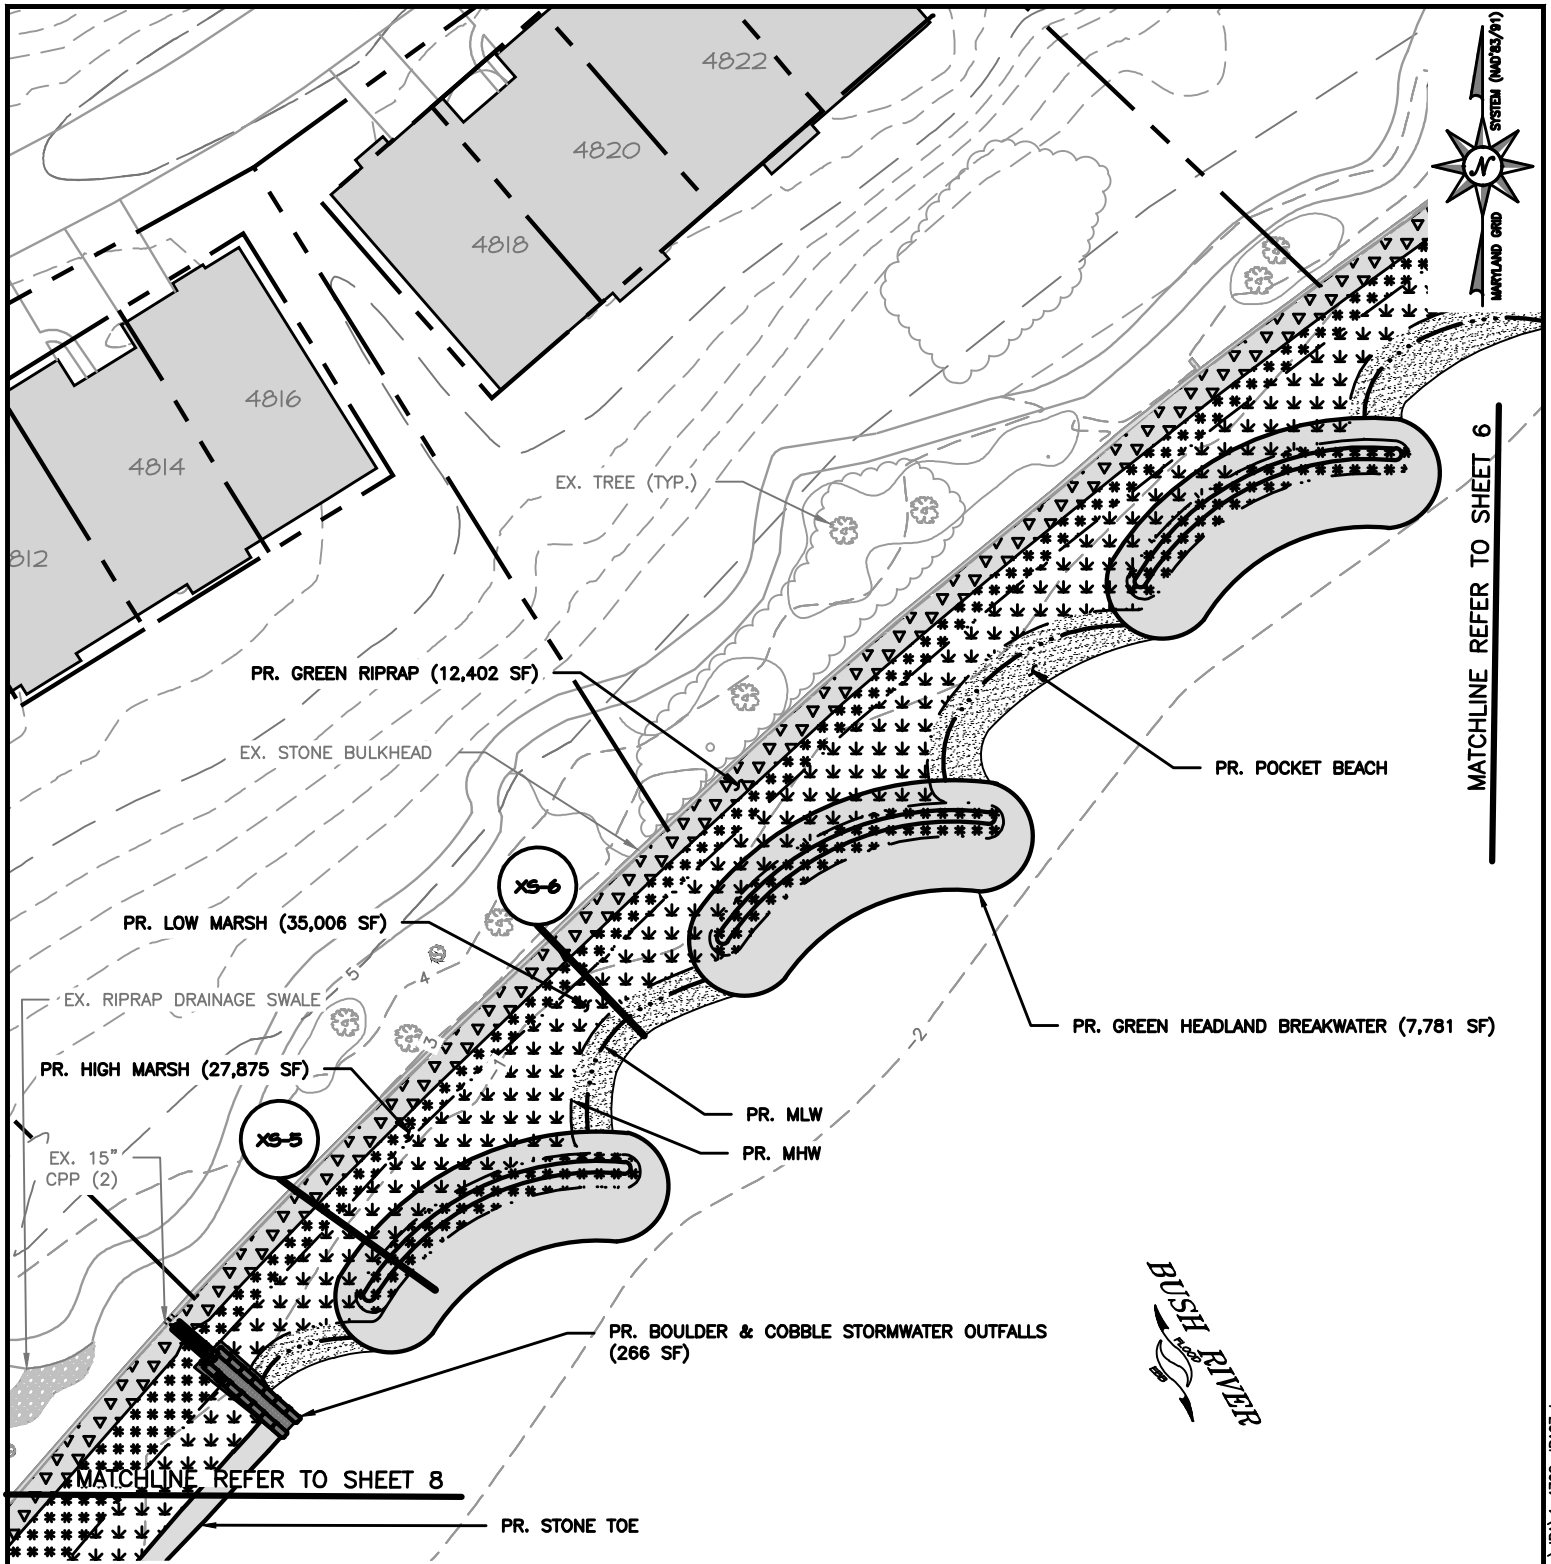 SYSTEM (NAD'83/91)
N
MARYLAND GRID
4822
4820
4818
4816
4814
812
EX. TREE (TYP.)
MATCHLINE REFER TO SHEET 6
PR. GREEN RIPRAP (12,402 SF)
EX. STONE BULKHEAD
PR. POCKET BEACH
XS-6
PR. LOW MARSH (35,006 SF)
5
4
3
EX. RIPRAP DRAINAGE SWALE
PR. GREEN HEADLAND BREAKWATER (7,781 SF)
-2
-1
PR. HIGH MARSH (27,875 SF)
PR. MLW
XS-5
PR. MHW
EX. 15"
CPP (2)
PR. BOULDER & COBBLE STORMWATER OUTFALLS
(266 SF)
BUSH RIVER
FLOOD
EBB
MATCHLINE REFER TO SHEET 8
PR. STONE TOE